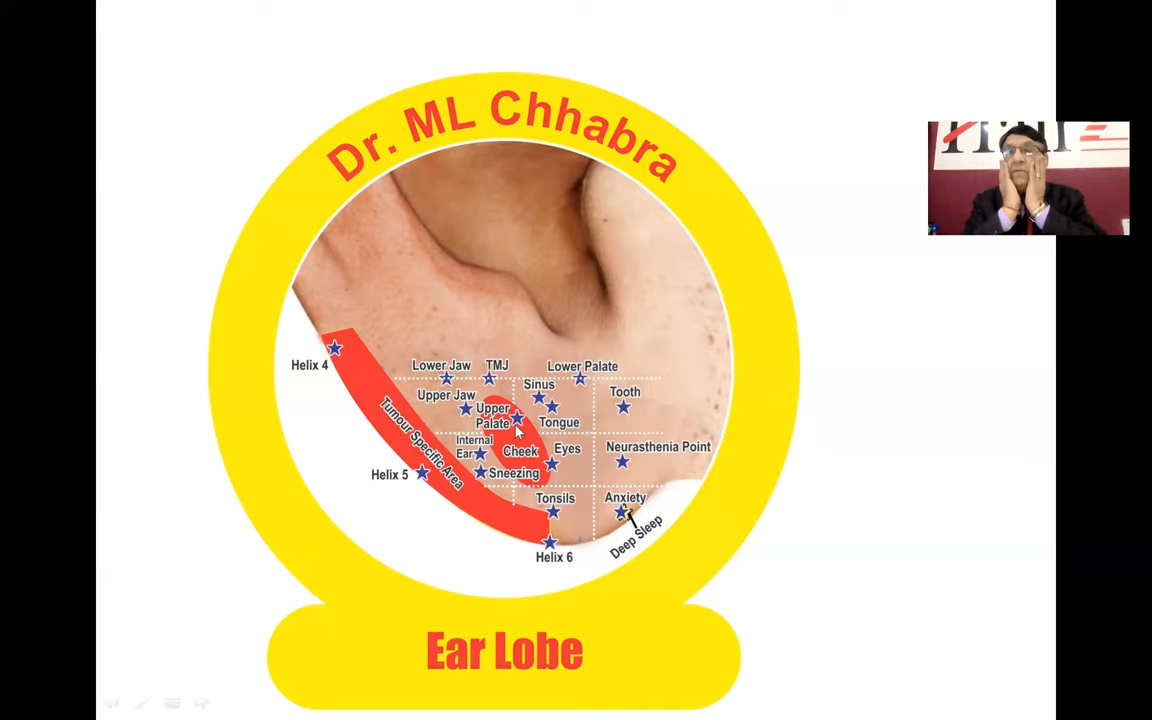 Dr. ML Chhabra
Helix 4
Lower Jaw
TMJ
Lower Palate
Sinus
Tooth
Upper Jaw
Upper
Palate
Tongue
Tumour Specific Area
Internal
Ear
Cheek
Eyes
Neurasthenia Point
Helix 5
Sneezing
Tonsils
Anxiety
Deep Sleep
Helix 6
Ear Lobe